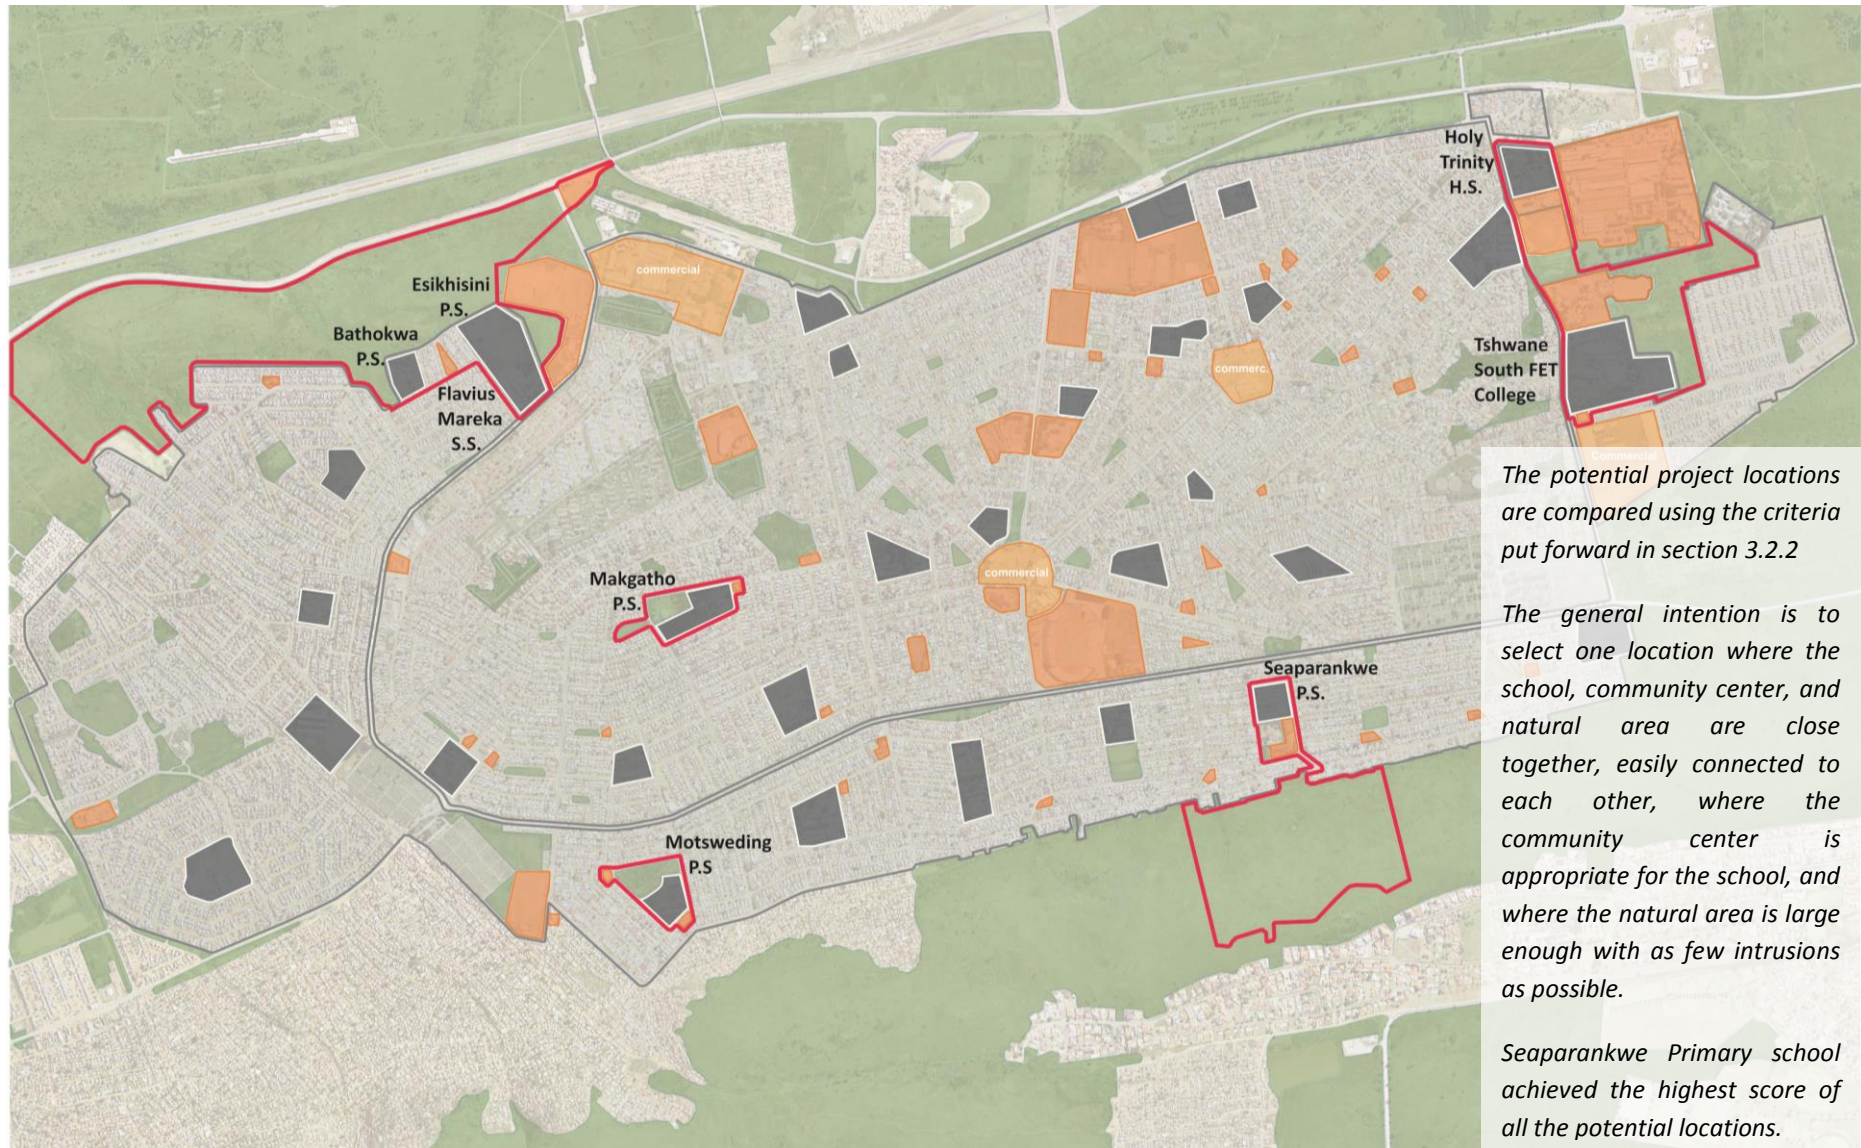 Holy
Trinity
H.S.
commercial
Esikhisini
P.S.
Bathokwa
P.S.
Flavius
Mareka
S.S.
Tshwane
South FET
College
commerc.
Commercial
Makgatho
P.S.
commercial
Seaparankwe
P.S.
Motsweding
P.S
The potential project locations
are compared using the criteria
put forward in section 3.2.2
The general intention is to
select one location where the
school, community center, and
natural area are close
together, easily connected to
each other, where the
community center is
appropriate for the school, and
where the natural area is large
enough with as few intrusions
as possible.
Seaparankwe Primary school
achieved the highest score of
all the potential locations.